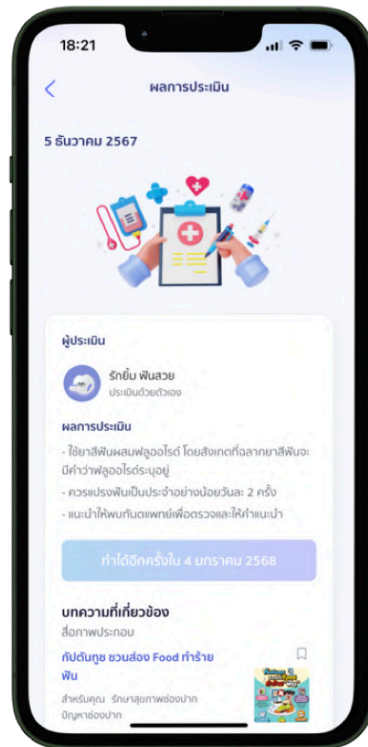 18:21
ผลการประเมิน
5 ธันวาคม 2567
ผู้ประเมิน
รักยิ้ม ฟันสวย
ประเมินด้วยตัวเอง
ผลการประเมิน
- ใช้ยาสีฟันผสมฟลูออไรด์ โดยสังเกตที่ฉลากยาสีฟันจะ
มีคำว่าฟลูออไรด์ระบุอยู่
- ควรแปรงฟันเป็นประจำอย่างน้อยวันละ 2 ครั้ง
- แนะนำให้พบทันตแพทย์เพื่อตรวจและให้คำแนะนำ
ทำได้อีกครั้งใน 4 มกราคม 2568
บทความที่เกี่ยวข้อง
สื่อภาพประกอบ
กัปตันทูธ ชวนส่อง Food ทำร้าย
ฟัน
สำหรับคุณ รักษาสุขภาพช่องปาก
ปัญหาช่องปาก